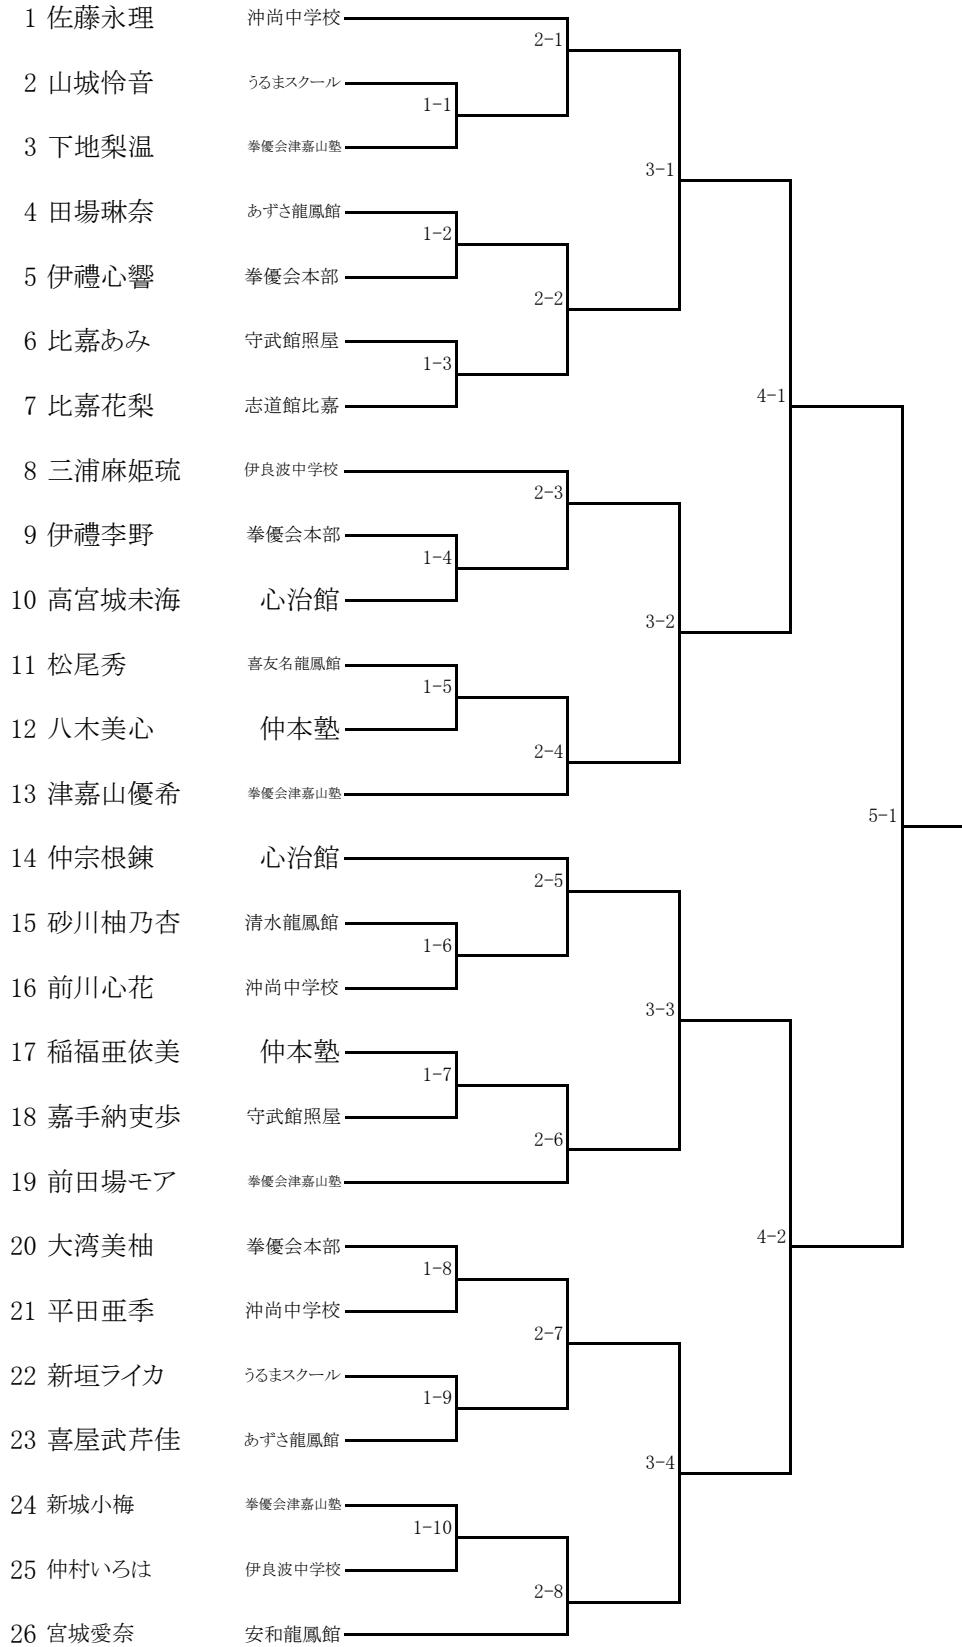 1 佐藤永理 沖尚中学校
2-1
2 山城怜音 うるまスクール
1-1
3 下地梨温 拳優会津嘉山塾
3-1
4 田場琳奈 あずさ龍鳳館
1-2
5 伊禮心響 拳優会本部
2-2
6 比嘉あみ 守武館照屋
1-3
7 比嘉花梨 志道館比嘉
4-1
8 三浦麻姫琉 伊良波中学校
2-3
9 伊禮李野 拳優会本部
1-4
10 高宮城未海 心治館
3-2
11 松尾秀 喜友名龍鳳館
1-5
12 八木美心 仲本塾
2-4
13 津嘉山優希 拳優会津嘉山塾
5-1
14 仲宗根錬 心治館
2-5
15 砂川柚乃杏 清水龍鳳館
1-6
16 前川心花 沖尚中学校
3-3
17 稲福亜依美 仲本塾
1-7
18 嘉手納吏歩 守武館照屋
2-6
19 前田場モア 拳優会津嘉山塾
4-2
20 大湾美柚 拳優会本部
1-8
21 平田亜季 沖尚中学校
2-7
22 新垣ライカ うるまスクール
1-9
23 喜屋武芹佳 あずさ龍鳳館
3-4
24 新城小梅 拳優会津嘉山塾
1-10
25 仲村いろは 伊良波中学校
2-8
26 宮城愛奈 安和龍鳳館